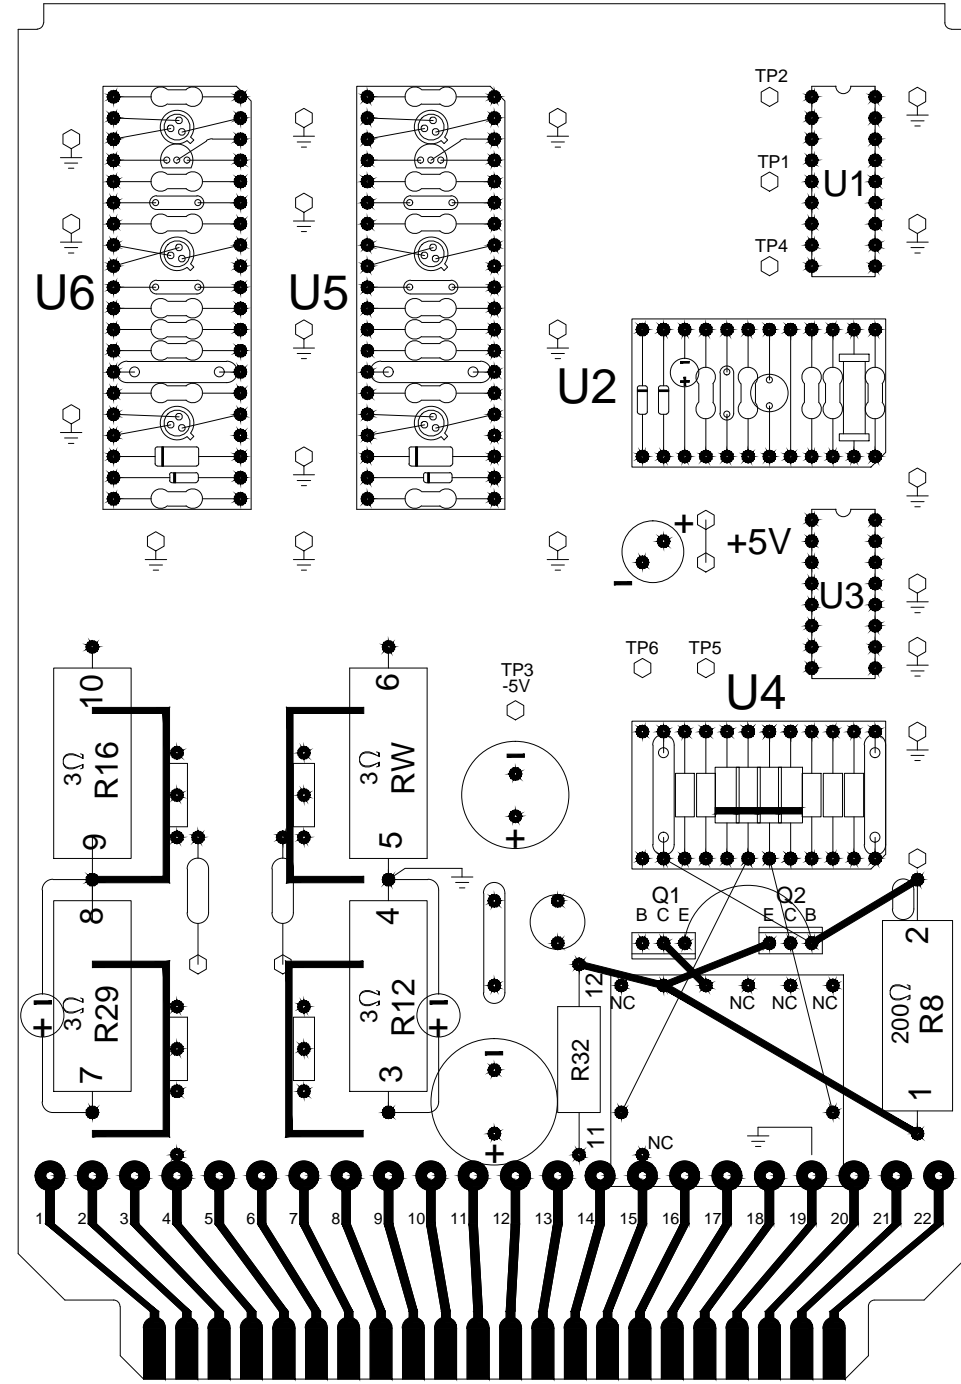 TP2
TP1
U1
TP4
U6
U5
U2
+
+5V
−
U3
TP6
TP5
TP3
-5V
U4
10
6
3Ω
R16
3Ω
RW
−
+
9
5
8
4
Q1
Q2
B C E
E C B
2
12
NC
NC
NC
NC
−
+
3Ω
R29
3Ω
R12
−
+
200Ω
R8
R32
−
7
3
1
11
NC
+
1
2
3
4
5
6
7
8
9
10
11
12
13
14
15
16
17
18
19
20
21
22